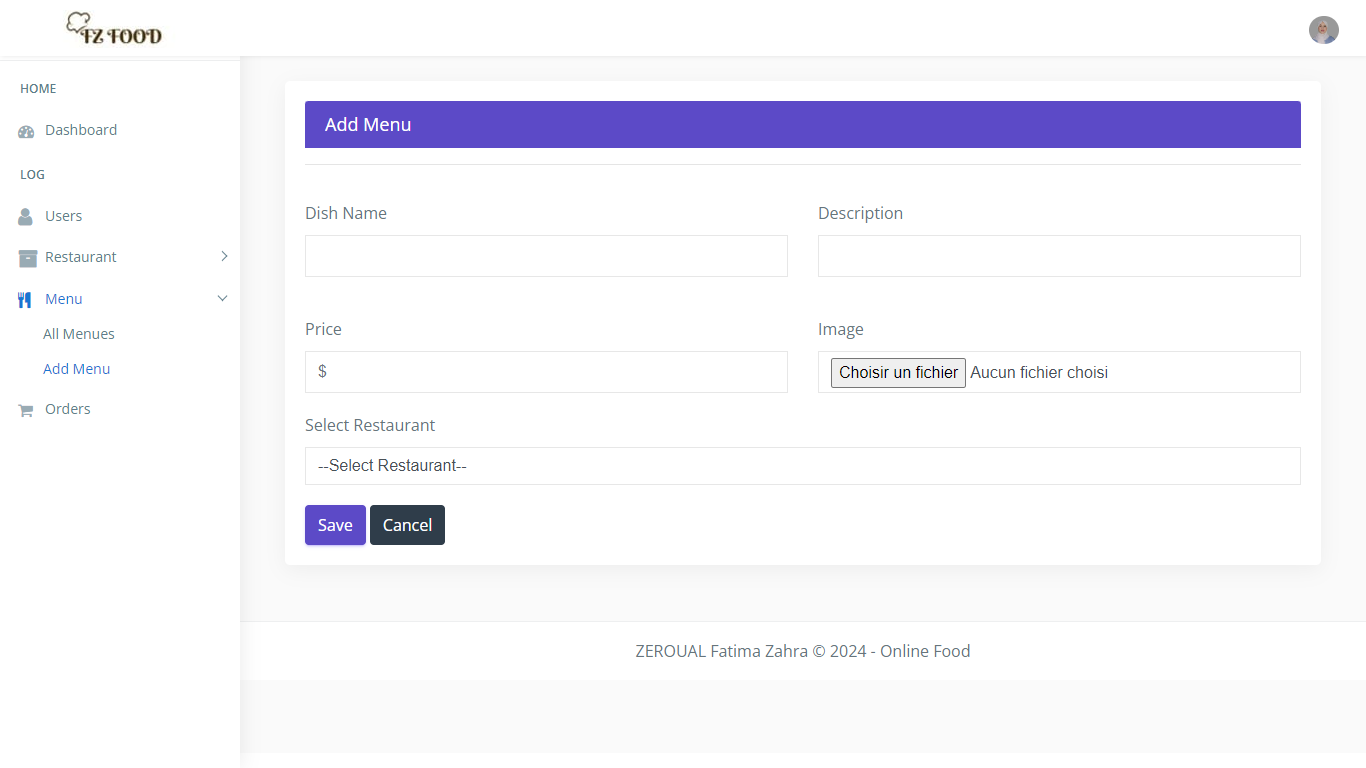 FZ FOOD
HOME
Dashboard
LOG
Users
Restaurant
Menu
All Menues
Add Menu
Orders
Add Menu
Dish Name
Description
Price
Image
$
Choisir un fichier Aucun fichier choisi
Select Restaurant
--Select Restaurant--
Save Cancel
ZEROUAL Fatima Zahra © 2024 - Online Food